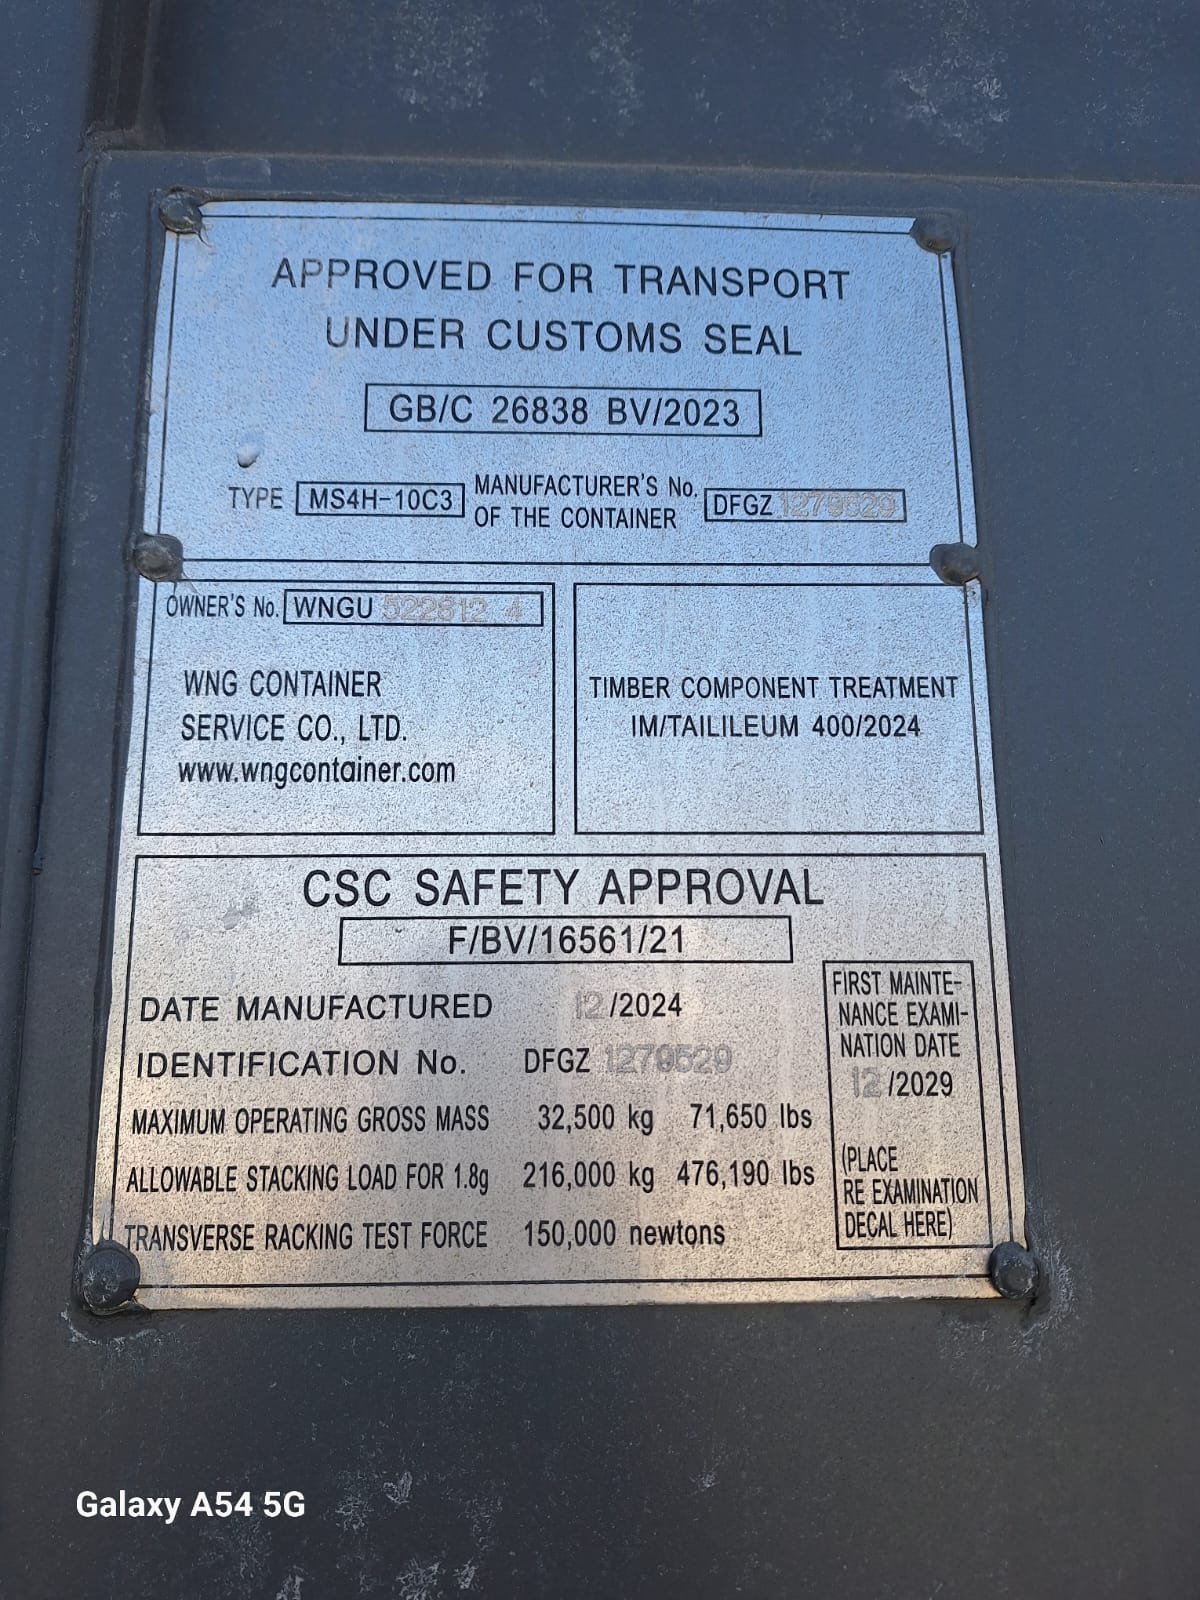 APPROVED FOR TRANSPORT
UNDER CUSTOMS SEAL
GB/C 26838 BV/2023
TYPE MS4H-10C3 MANUFACTURER'S No.
OF THE CONTAINER DFGZ
OWNER'S No. WNGU 522812 4
WNG CONTAINER
SERVICE CO., LTD.
www.wngcontainer.com
TIMBER COMPONENT TREATMENT
IM/TAILILEUM 400/2024
CSC SAFETY APPROVAL
F/BV/16561/21
DATE MANUFACTURED 12/2024
IDENTIFICATION No. DFGZ
MAXIMUM OPERATING GROSS MASS 32,500 kg 71,650 lbs
ALLOWABLE STACKING LOAD FOR 1.8g 216,000 kg 476,190 lbs
TRANSVERSE RACKING TEST FORCE 150,000 newtons
FIRST MAINTE-
NANCE EXAMI-
NATION DATE
12/2029
(PLACE
RE EXAMINATION
DECAL HERE)
Galaxy A54 5G